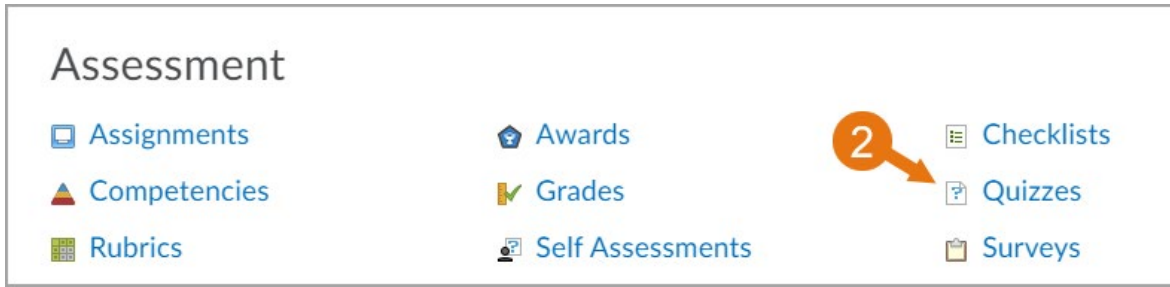 Assessment
Assignments Awards 2 Checklists
Competencies Grades Quizzes
Rubrics Self Assessments Surveys